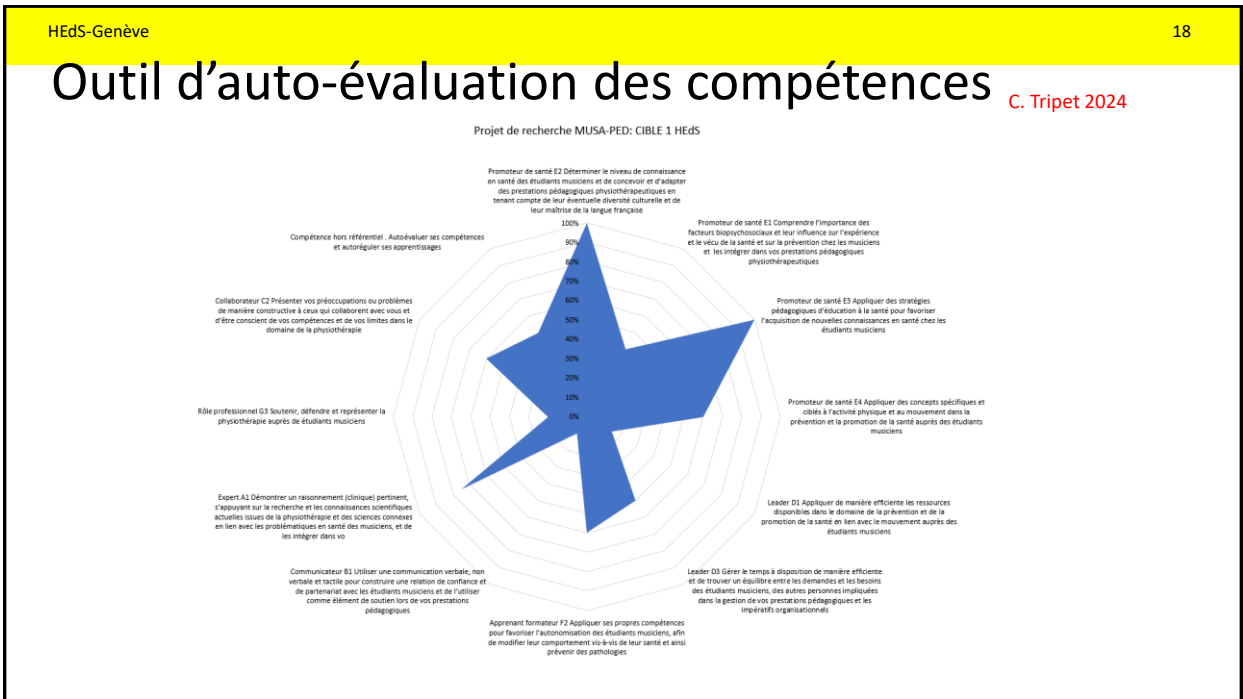 HEdS-Genève
18
Outil d'auto-évaluation des compétences
C. Tripet 2024
Projet de recherche MUSA-PED: CIBLE 1 HEdS
Promoteur de santé E2 Déterminer le niveau de connaissance
en santé des étudiants musiciens et de concevoir et d'adapter
des prestations pédagogiques physiothérapeutiques en
tenant compte de leur éventuelle diversité culturelle et de
leur maîtrise de la langue française
Promoteur de santé E1 Comprendre l'importance des
facteurs biopsychosociaux et leur influence sur l'expérience
et le vécu de la santé et sur la prévention chez les musiciens
et les intégrer dans vos prestations pédagogiques
physiothérapeutiques
Promoteur de santé E3 Appliquer des stratégies
pédagogiques d'éducation à la santé pour favoriser
l'acquisition de nouvelles connaissances en santé chez les
étudiants musiciens
Promoteur de santé E4 Appliquer des concepts spécifiques et
ciblés à l'activité physique et au mouvement dans la
prévention et la promotion de la santé auprès des étudiants
musiciens
Leader D1 Appliquer de manière efficiente les ressources
disponibles dans le domaine de la prévention et de la
promotion de la santé en lien avec le mouvement auprès des
étudiants musiciens
Leader D3 Gérer le temps à disposition de manière efficiente
et de trouver un équilibre entre les demandes et les besoins
des étudiants musiciens, des autres personnes impliquées
dans la gestion de vos prestations pédagogiques et les
impératifs organisationnels
Apprenant formateur F2 Appliquer ses propres compétences
pour favoriser l'autonomisation des étudiants musiciens, afin
de modifier leur comportement vis-à-vis de leur santé et ainsi
prévenir des pathologies
Communicateur B1 Utiliser une communication verbale, non
verbale et tactile pour construire une relation de confiance et
de partenariat avec les étudiants musiciens et de l'utiliser
comme élément de soutien lors de vos prestations
pédagogiques
Expert A1 Démontrer un raisonnement (clinique) pertinent,
s'appuyant sur la recherche et les connaissances scientifiques
actuelles issues de la physiothérapie et des sciences connexes
en lien avec les problématiques en santé des musiciens, et de
les intégrer dans vo
Rôle professionnel G3 Soutenir, défendre et représenter la
physiothérapie auprès de étudiants musiciens
Collaborateur C2 Présenter vos préoccupations ou problèmes
de manière constructive à ceux qui collaborent avec vous et
d'être conscient de vos compétences et de vos limites dans le
domaine de la physiothérapie
Compétence hors référentiel . Autoévaluer ses compétences
et autoréguler ses apprentissages
100%
90%
80%
70%
60%
50%
40%
30%
20%
10%
0%